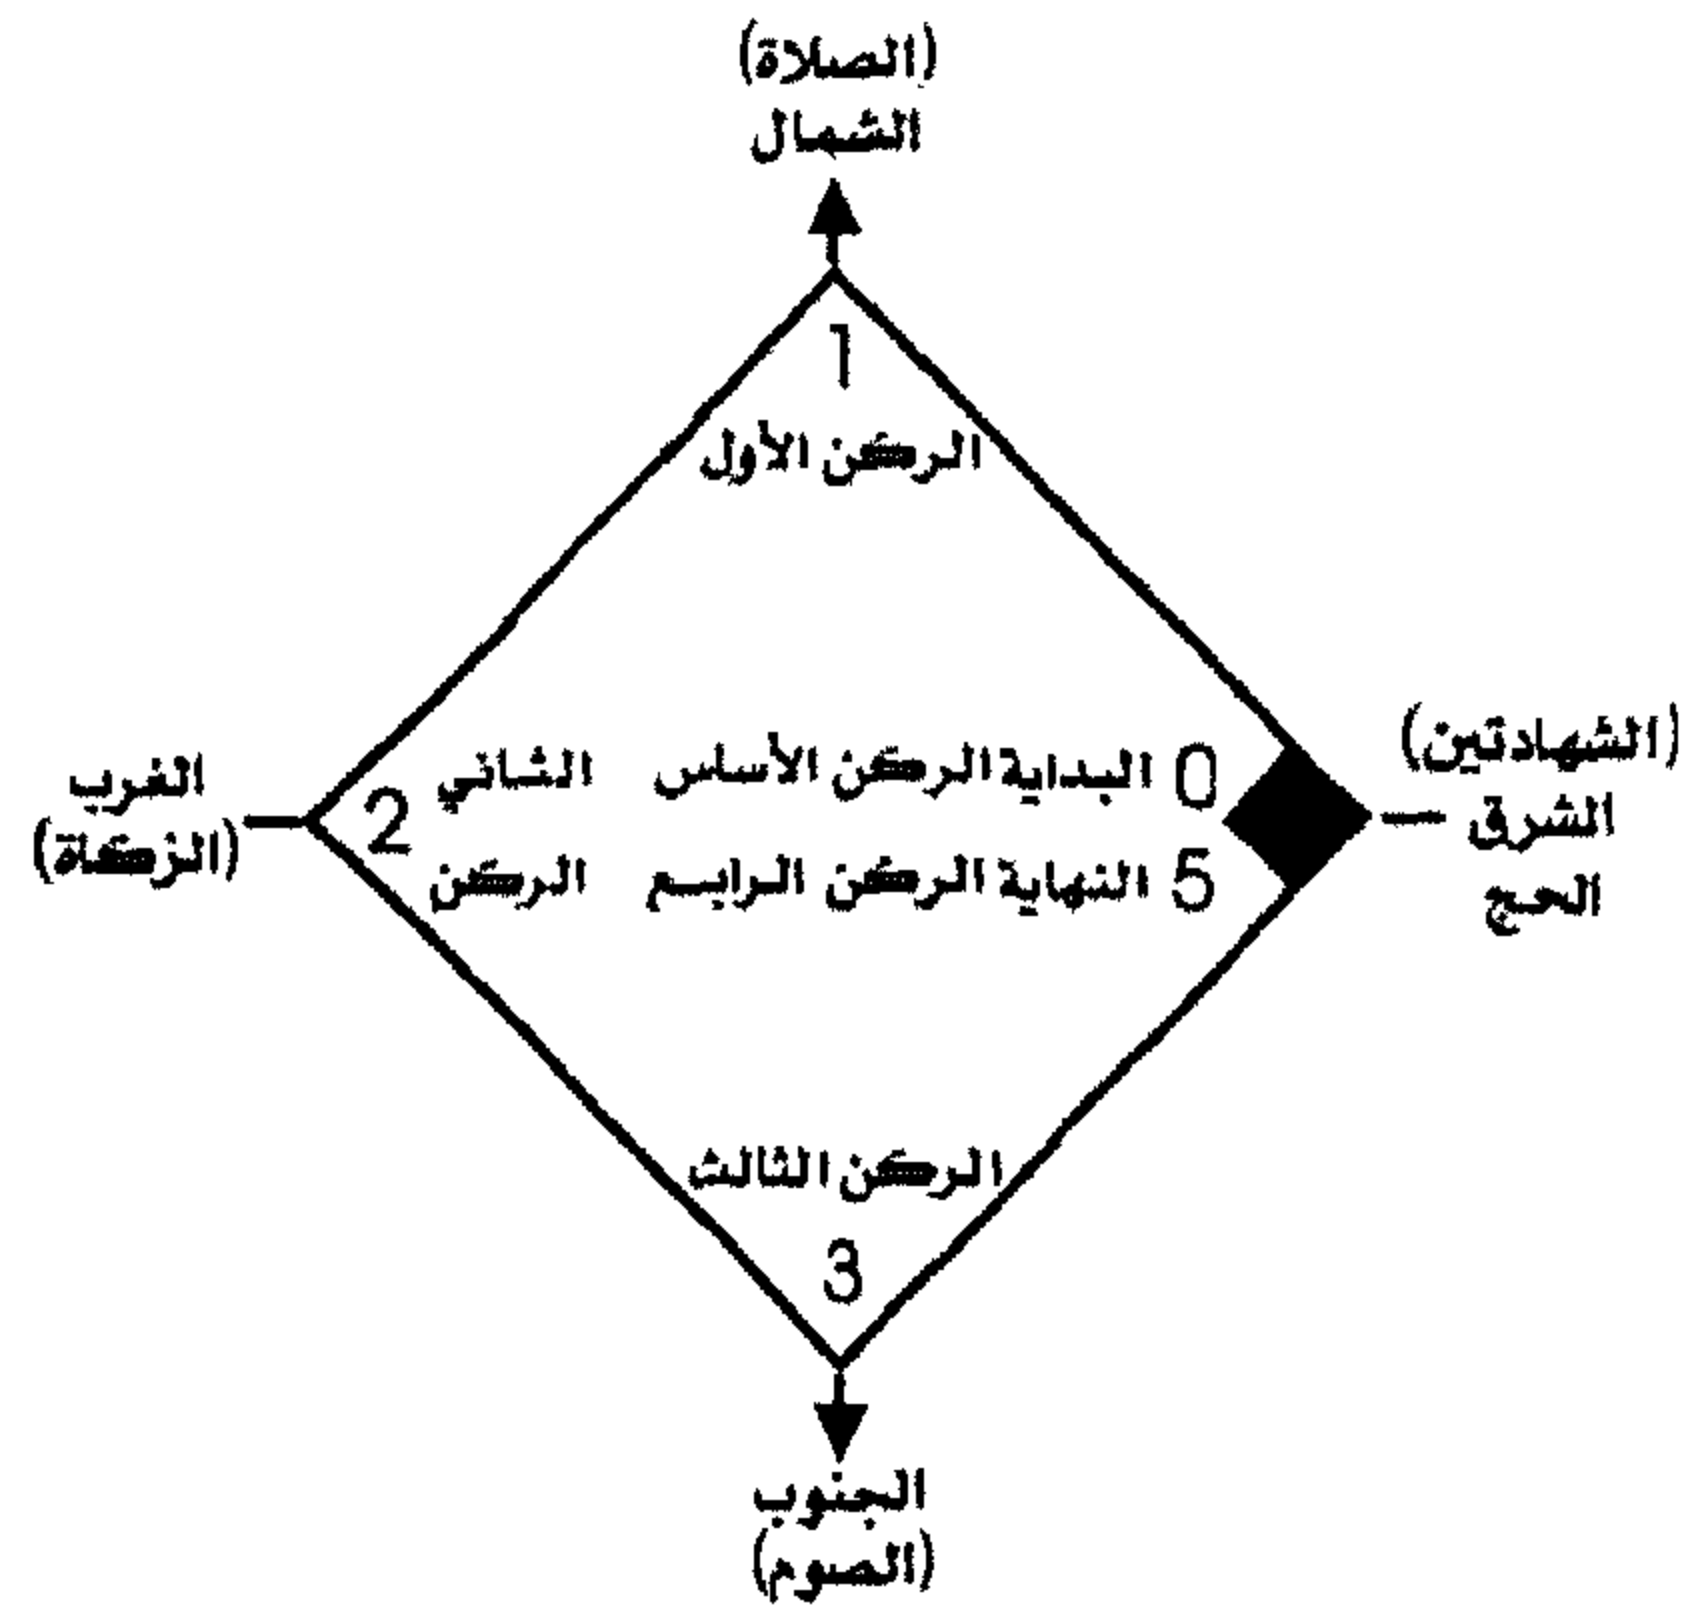 (الصلاة)
الشمال
1
الركن الأول
(الشهادتين)
الشرق
الحج
0 البداية الركن الأساس
5 النهاية الركن الرابع
الثاني
الركن
2
الغرب
(الزكاة)
الركن الثالث
3
الجنوب
(الصوم)